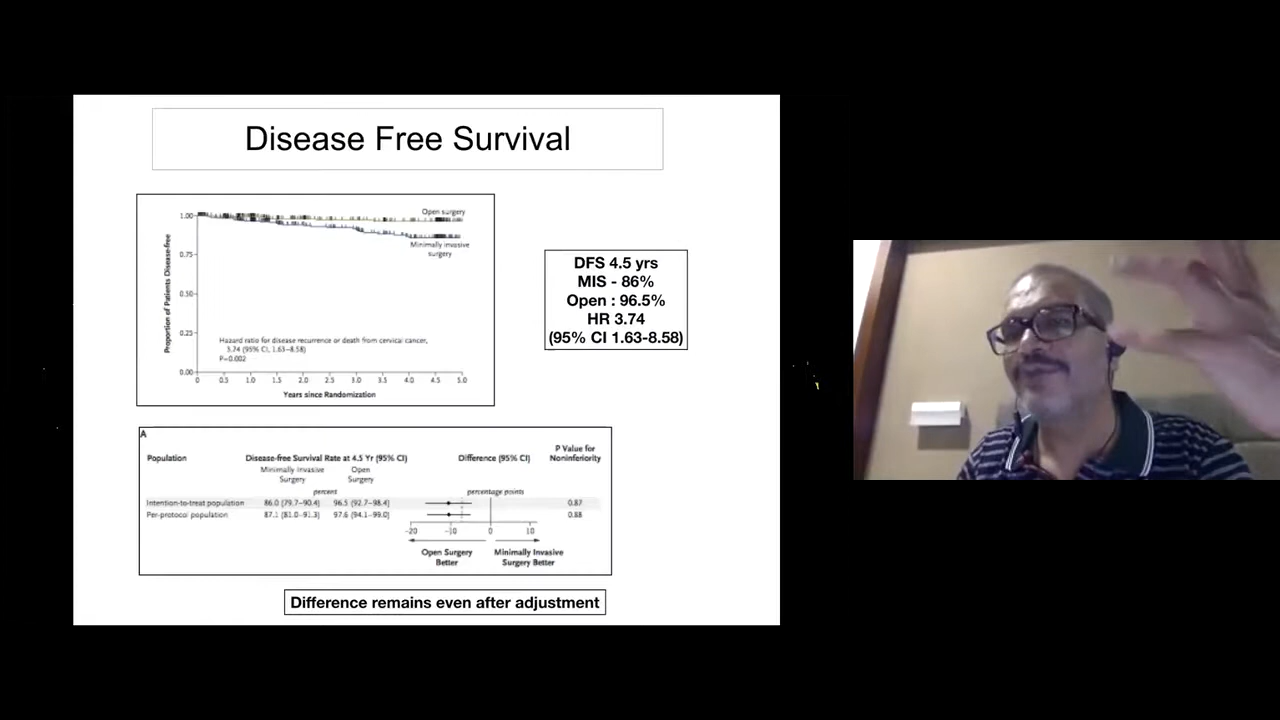 Disease Free Survival
Open surgery
Minimally invasive
surgery
Proportion of Patients Disease-free
1.00
0.75
0.50
0.25
0.00
Hazard ratio for disease recurrence or death from cervical cancer,
3.74 (95% CI, 1.63–8.58)
P=0.002
0 0.5 1.0 1.5 2.0 2.5 3.0 3.5 4.0 4.5 5.0
Years since Randomization
DFS 4.5 yrs
MIS - 86%
Open : 96.5%
HR 3.74
(95% CI 1.63-8.58)
A
Population Disease-free Survival Rate at 4.5 Yr (95% CI) Difference (95% CI) P Value for Noninferiority
Minimally Invasive Surgery Open Surgery
percent percentage points
Intention-to-treat population 86.0 (79.7–90.4) 96.5 (92.7–98.4) 0.87
Per-protocol population 87.1 (81.0–91.3) 97.6 (94.1–99.0) 0.88
-20 -10 0 10
Open Surgery Better Minimally Invasive Surgery Better
Difference remains even after adjustment